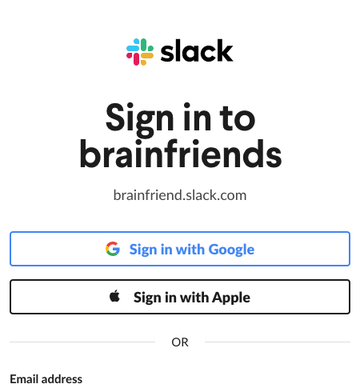 slack
Sign in to
brainfriends
brainfriend.slack.com
Sign in with Google
Sign in with Apple
OR
Email address